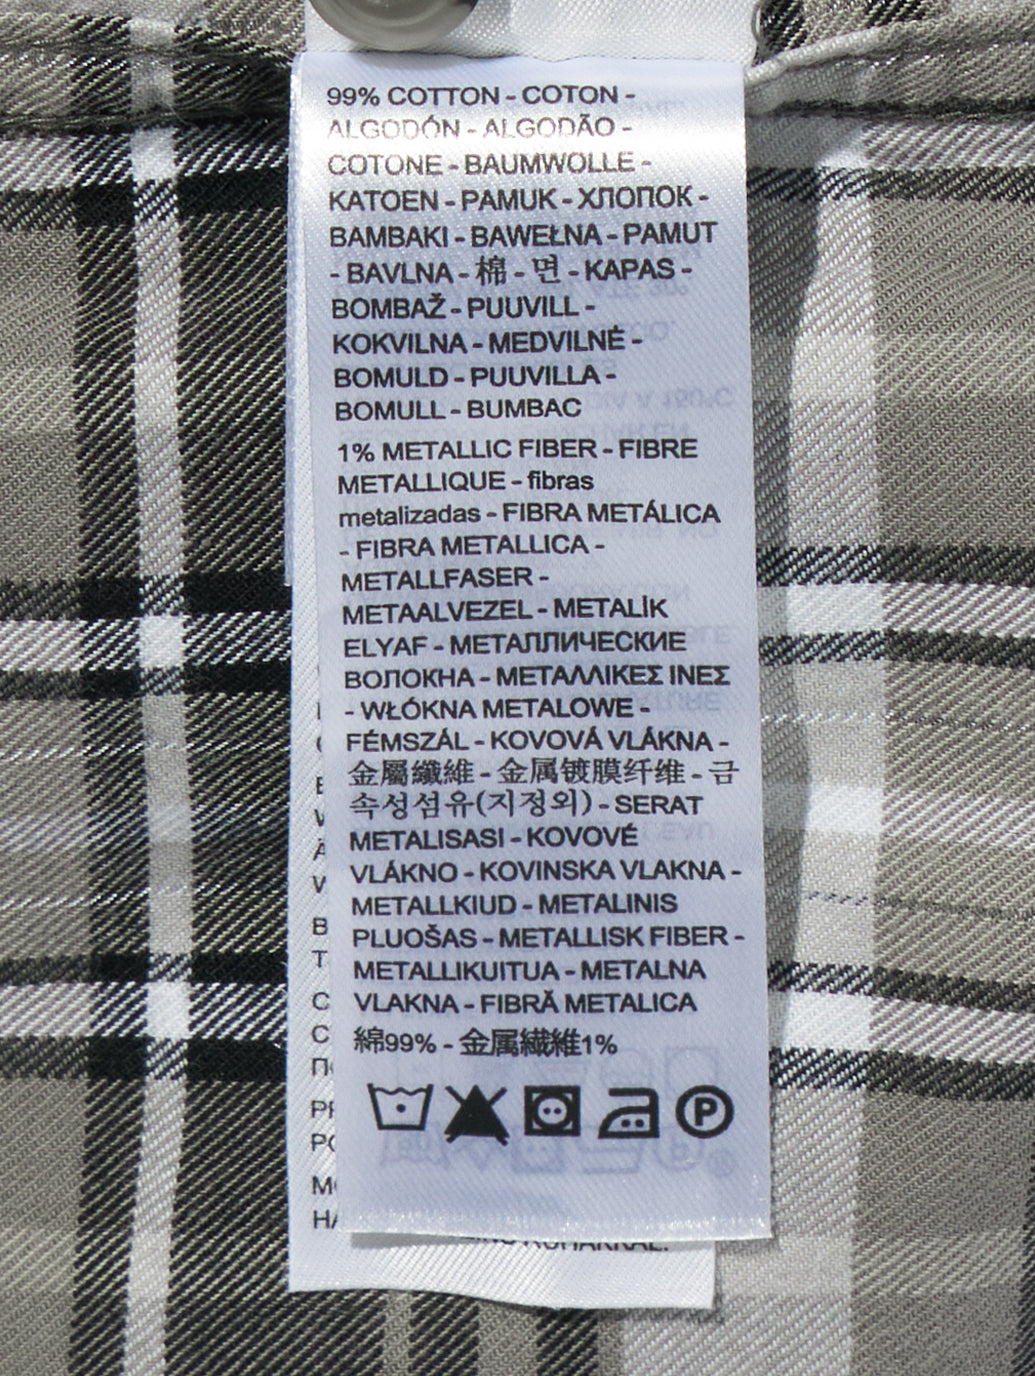 99% COTTON - COTON -
ALGODÓN - ALGODÃO -
COTONE - BAUMWOLLE -
KATOEN - PAMUK - ХЛОПОК -
BAMBAKI - BAWEŁNA - PAMUT
- BAVLNA - 棉 - 면 - KAPAS -
BOMBAŽ - PUUVILL -
KOKVILNA - MEDVILNĖ -
BOMULD - PUUVILLA -
BOMULL - BUMBAC
1% METALLIC FIBER - FIBRE
METALLIQUE - fibras
metalizadas - FIBRA METÁLICA
- FIBRA METALLICA -
METALLFASER -
METAALVEZEL - METALİK
ELYAF - МЕТАЛЛИЧЕСКИЕ
ВОЛОКНА - ΜΕΤΑΛΛΙΚΕΣ ΙΝΕΣ
- WŁÓKNA METALOWE -
FÉMSZÁL - KOVOVÁ VLÁKNA -
金屬纖維 - 金属镀膜纤维 - 금
속성섬유(지정외) - SERAT
METALISASI - KOVOVÉ
VLÁKNO - KOVINSKA VLAKNA -
METALLKIUD - METALINIS
PLUOŠAS - METALLISK FIBER -
METALLIKUITUA - METALNA
VLAKNA - FIBRĂ METALICA
綿99% - 金属繊維1%
P